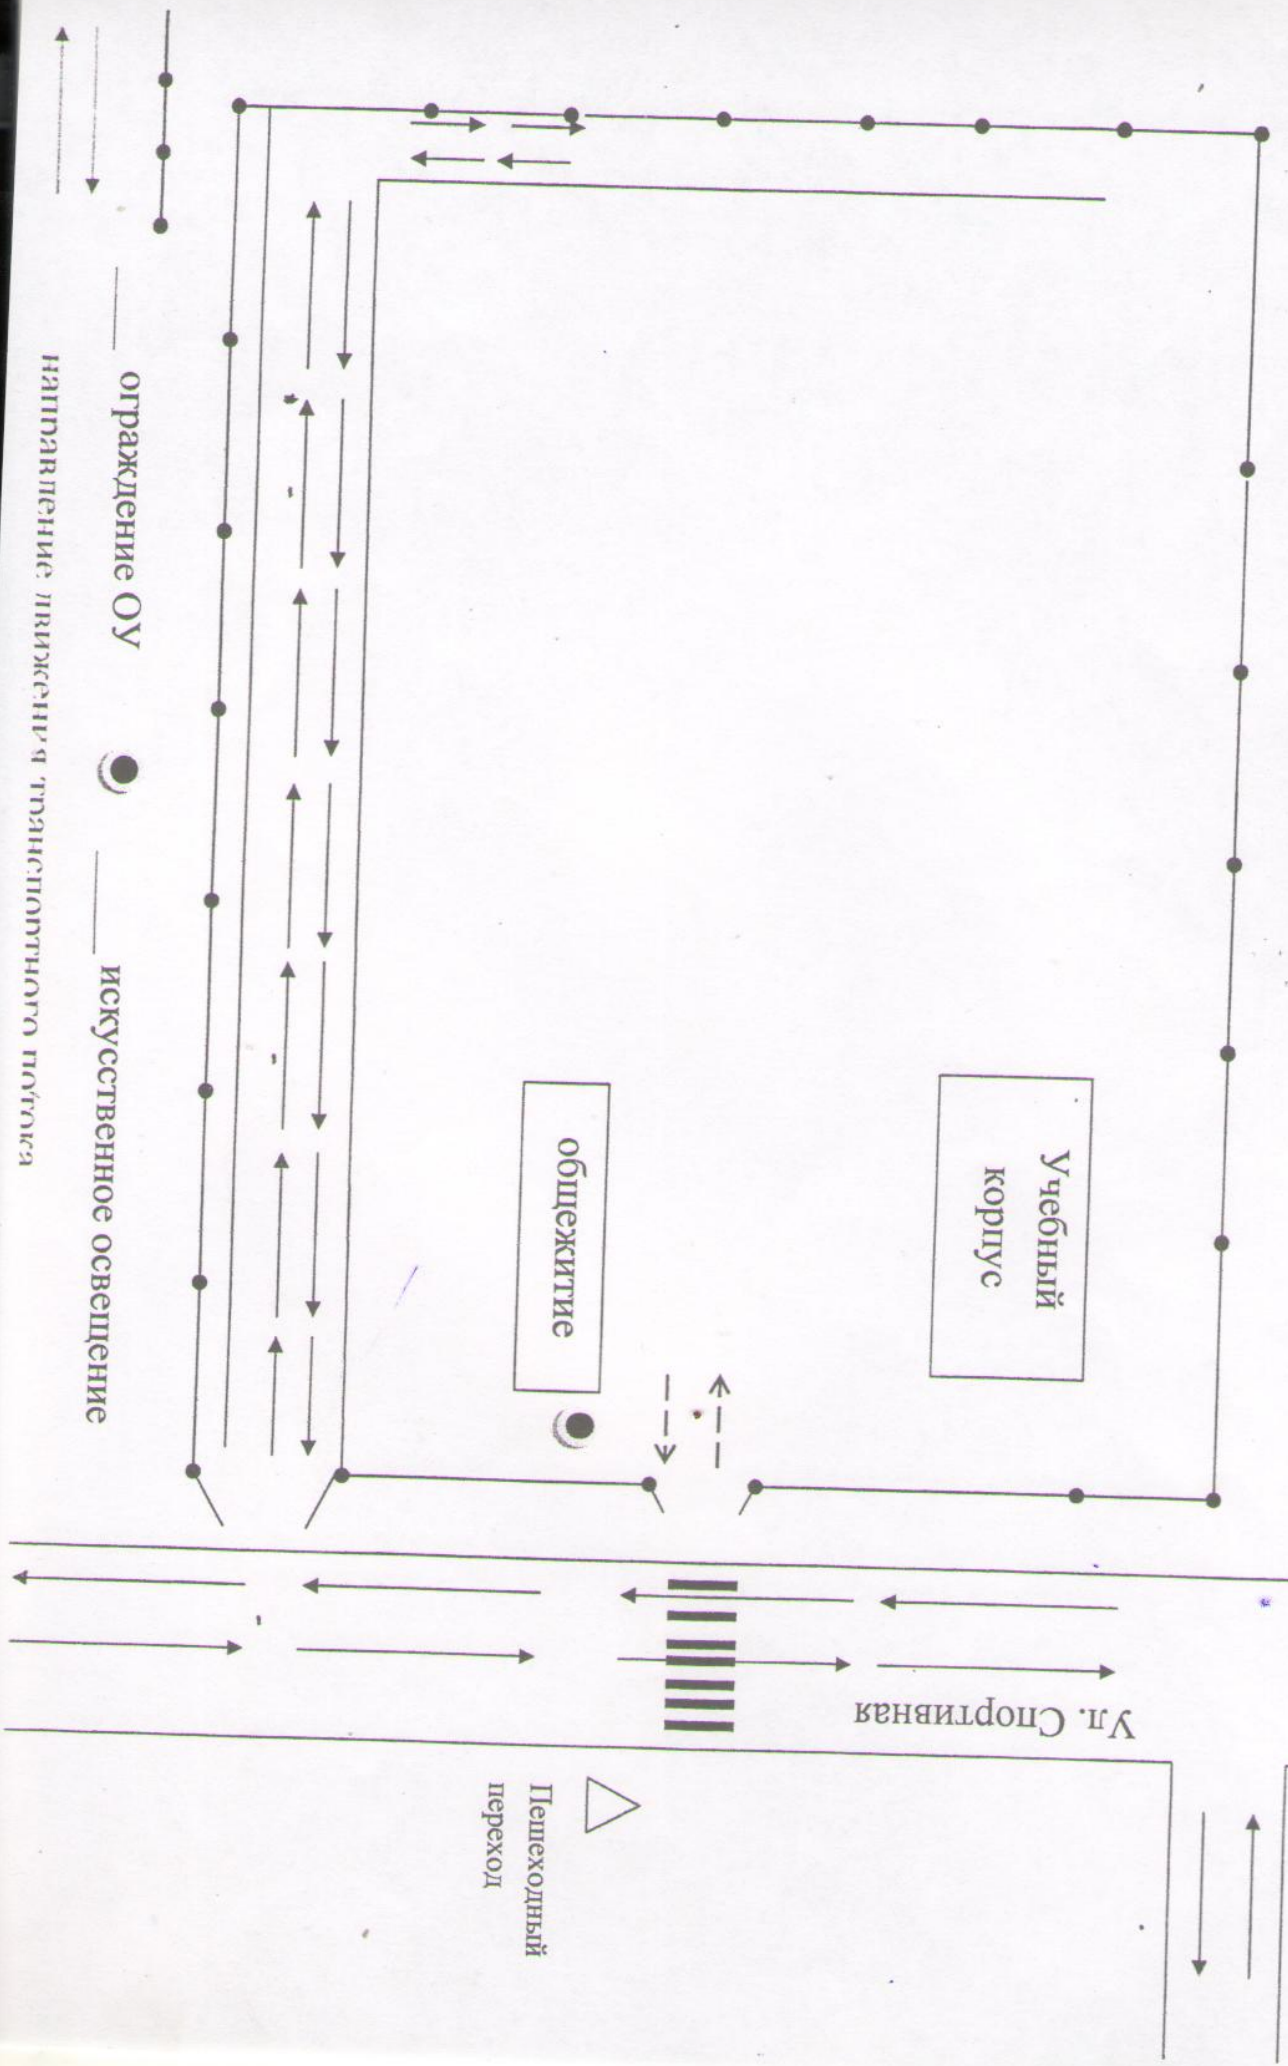 Учебный
корпус
общежитие
Ул. Спортивная
Пешеходный
переход
ограждение ОУ
искусственное освещение
направление движения транспортного потока